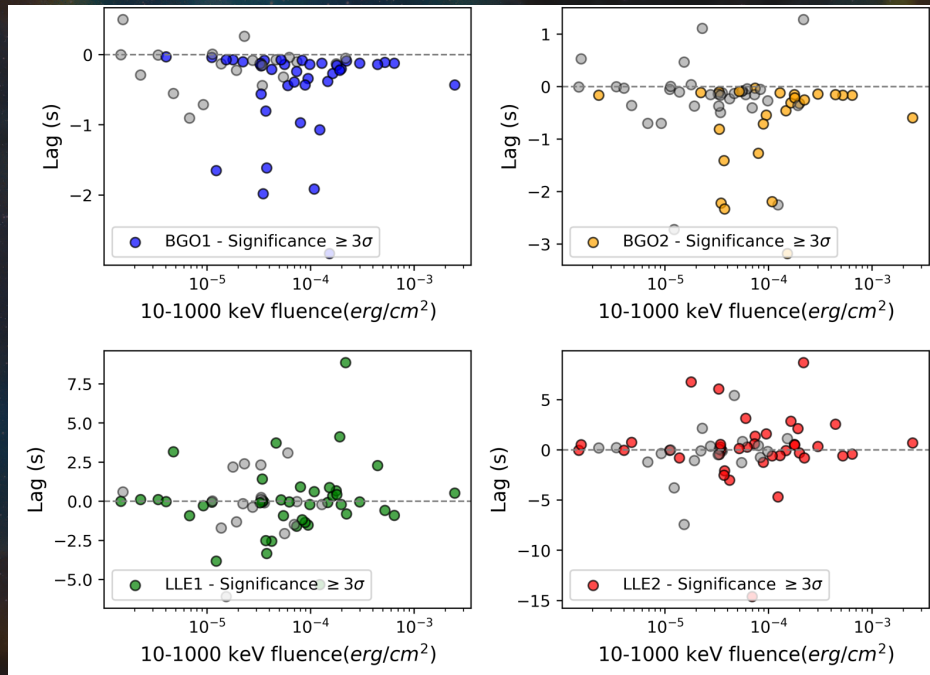 0
−1
−2
Lag (s)
BGO1 - Significance ≥3σ
10−5
10−4
10−3
10-1000 keV fluence(erg/cm2)
1
0
−1
−2
−3
Lag (s)
BGO2 - Significance ≥3σ
10−5
10−4
10−3
10-1000 keV fluence(erg/cm2)
7.5
5.0
2.5
0.0
−2.5
−5.0
Lag (s)
LLE1 - Significance ≥3σ
10−5
10−4
10−3
10-1000 keV fluence(erg/cm2)
5
0
−5
−10
−15
Lag (s)
LLE2 - Significance ≥3σ
10−5
10−4
10−3
10-1000 keV fluence(erg/cm2)